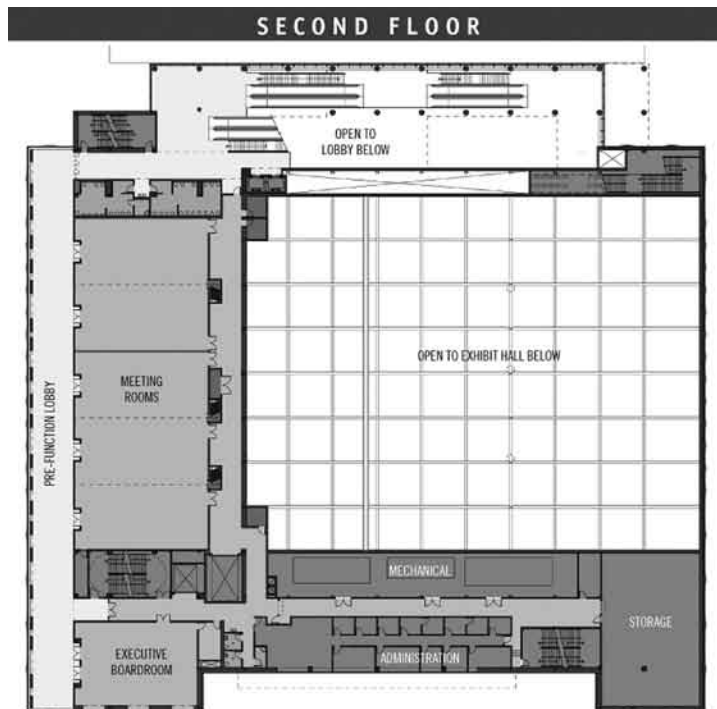 SECOND FLOOR
OPEN TO
LOBBY BELOW
OPEN TO EXHIBIT HALL BELOW
MEETING
ROOMS
PRE-FUNCTION LOBBY
MECHANICAL
STORAGE
EXECUTIVE
BOARDROOM
ADMINISTRATION